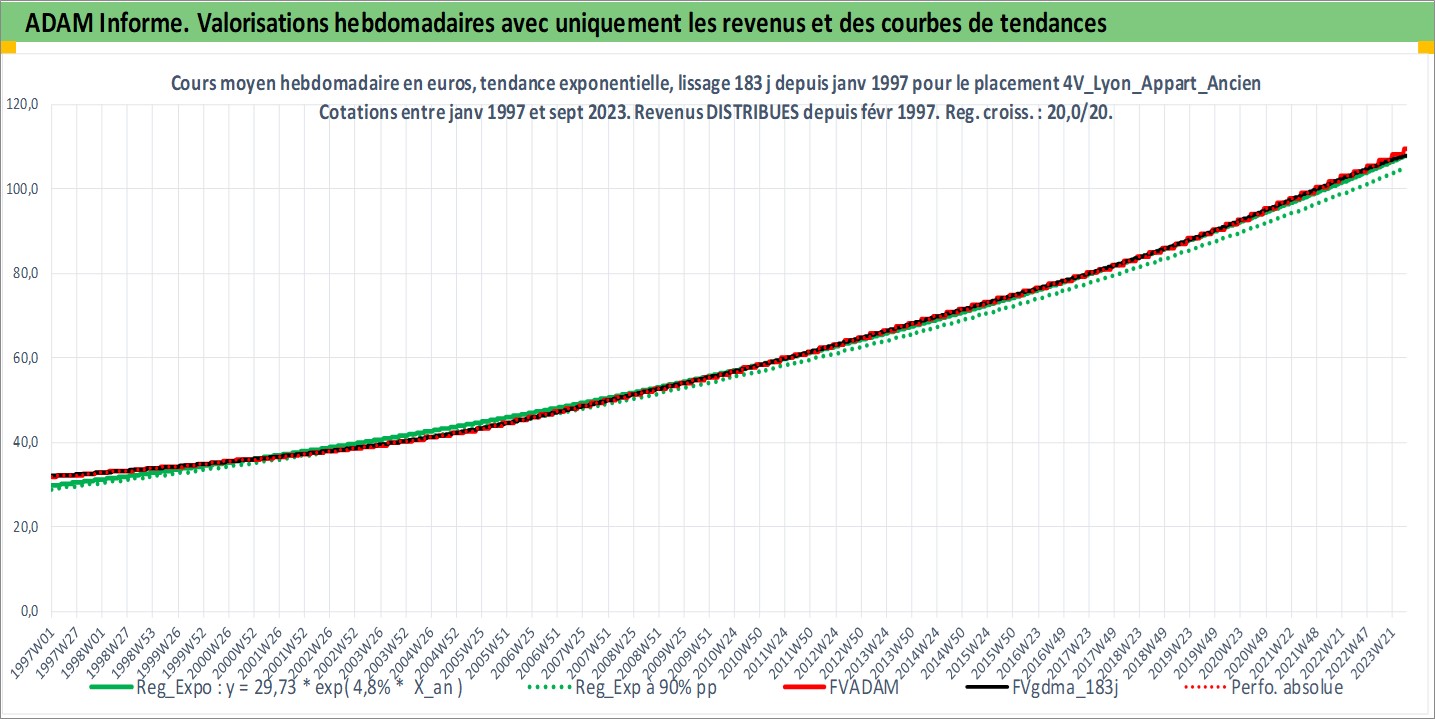 ADAM Informe. Valorisations hebdomadaires avec uniquement les revenus et des courbes de tendances
Cours moyen hebdomadaire en euros, tendance exponentielle, lissage 183 j depuis janv 1997 pour le placement 4V_Lyon_Appart_Ancien
Cotations entre janv 1997 et sept 2023. Revenus DISTRIBUES depuis févr 1997. Reg. croiss. : 20,0/20.
120,0
100,0
80,0
60,0
40,0
20,0
0,0
1997W01 1997W27 1998W01 1998W27 1998W53 1999W26 1999W52 2000W26 2000W52 2001W26 2001W52 2002W26 2002W52 2003W26 2003W52 2004W26 2004W52 2005W25 2005W51 2006W25 2006W51 2007W25 2007W51 2008W25 2008W51 2009W25 2009W51 2010W24 2010W50 2011W24 2011W50 2012W24 2012W50 2013W24 2013W50 2014W24 2014W50 2015W24 2015W50 2016W23 2016W49 2017W23 2017W49 2018W23 2018W49 2019W23 2019W49 2020W23 2020W49 2021W22 2021W48 2022W21 2022W47 2023W21
Reg_Expo : y = 29,73 * exp( 4,8% * X_an ) Reg_Exp à 90% pp FVADAM FVgdma_183j Perfo. absolue